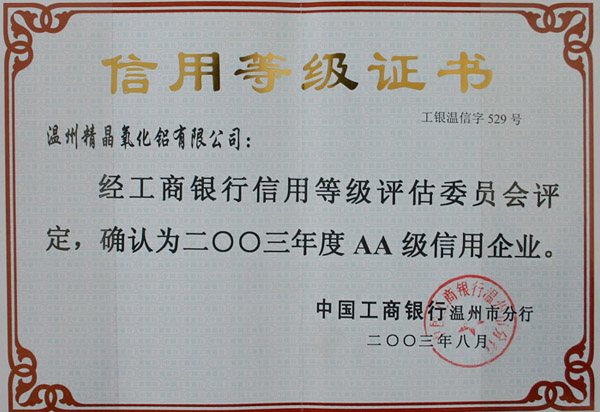 信用等级证书
工银温信字 529 号
温州精晶氧化铝有限公司：
经工商银行信用等级评估委员会评
定，确认为二〇〇三年度 AA 级信用企业。
中国工商银行温州市分行
二〇〇三年八月